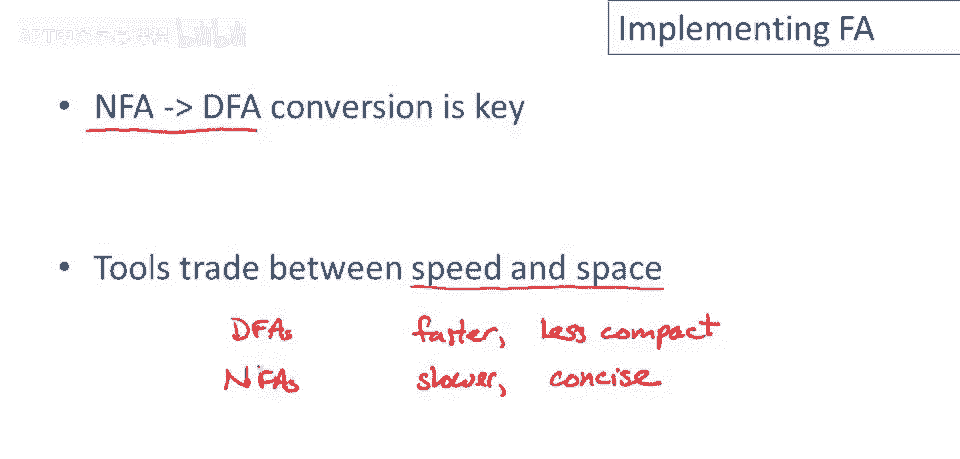 Implementing FA
• NFA -> DFA conversion is key
• Tools trade between speed and space
DFAs faster, less compact
NFAs slower, concise